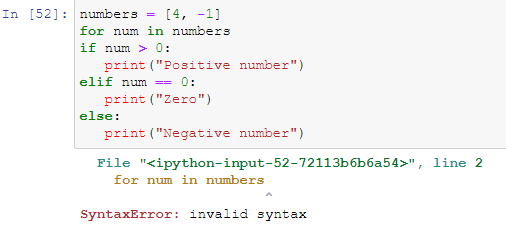 In [52]: numbers = [4, -1]
for num in numbers
if num > 0:
   print("Positive number")
elif num == 0:
   print("Zero")
else:
   print("Negative number")
  File "<ipython-input-52-72113b6b6a54>", line 2
    for num in numbers
                      ^
SyntaxError: invalid syntax